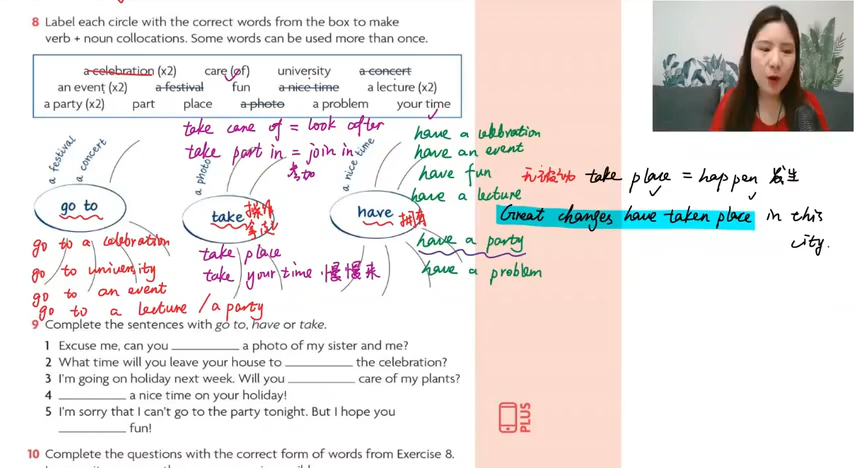 8 Label each circle with the correct words from the box to make
verb + noun collocations. Some words can be used more than once.
a celebration (x2) care (of) university a concert
an event (x2) a festival fun a nice time a lecture (x2)
a party (x2) part place a photo a problem your time
take care of = look after
take part in = join in
参加
a festival
a concert
go to
go to a celebration
go to university
go to an event
go to a lecture / a party
a photo
take
take place
take your time 慢慢来
a nice time
have 拥有
have a celebration
have an event
have fun
have a lecture
have a party
have a problem
无被动 take place = happen 发生
Great changes have taken place in this
city.
9 Complete the sentences with go to, have or take.
1 Excuse me, can you ________ a photo of my sister and me?
2 What time will you leave your house to ________ the celebration?
3 I'm going on holiday next week. Will you ________ care of my plants?
4 ________ a nice time on your holiday!
5 I'm sorry that I can't go to the party tonight. But I hope you
________ fun!
PLUS
10 Complete the questions with the correct form of words from Exercise 8.